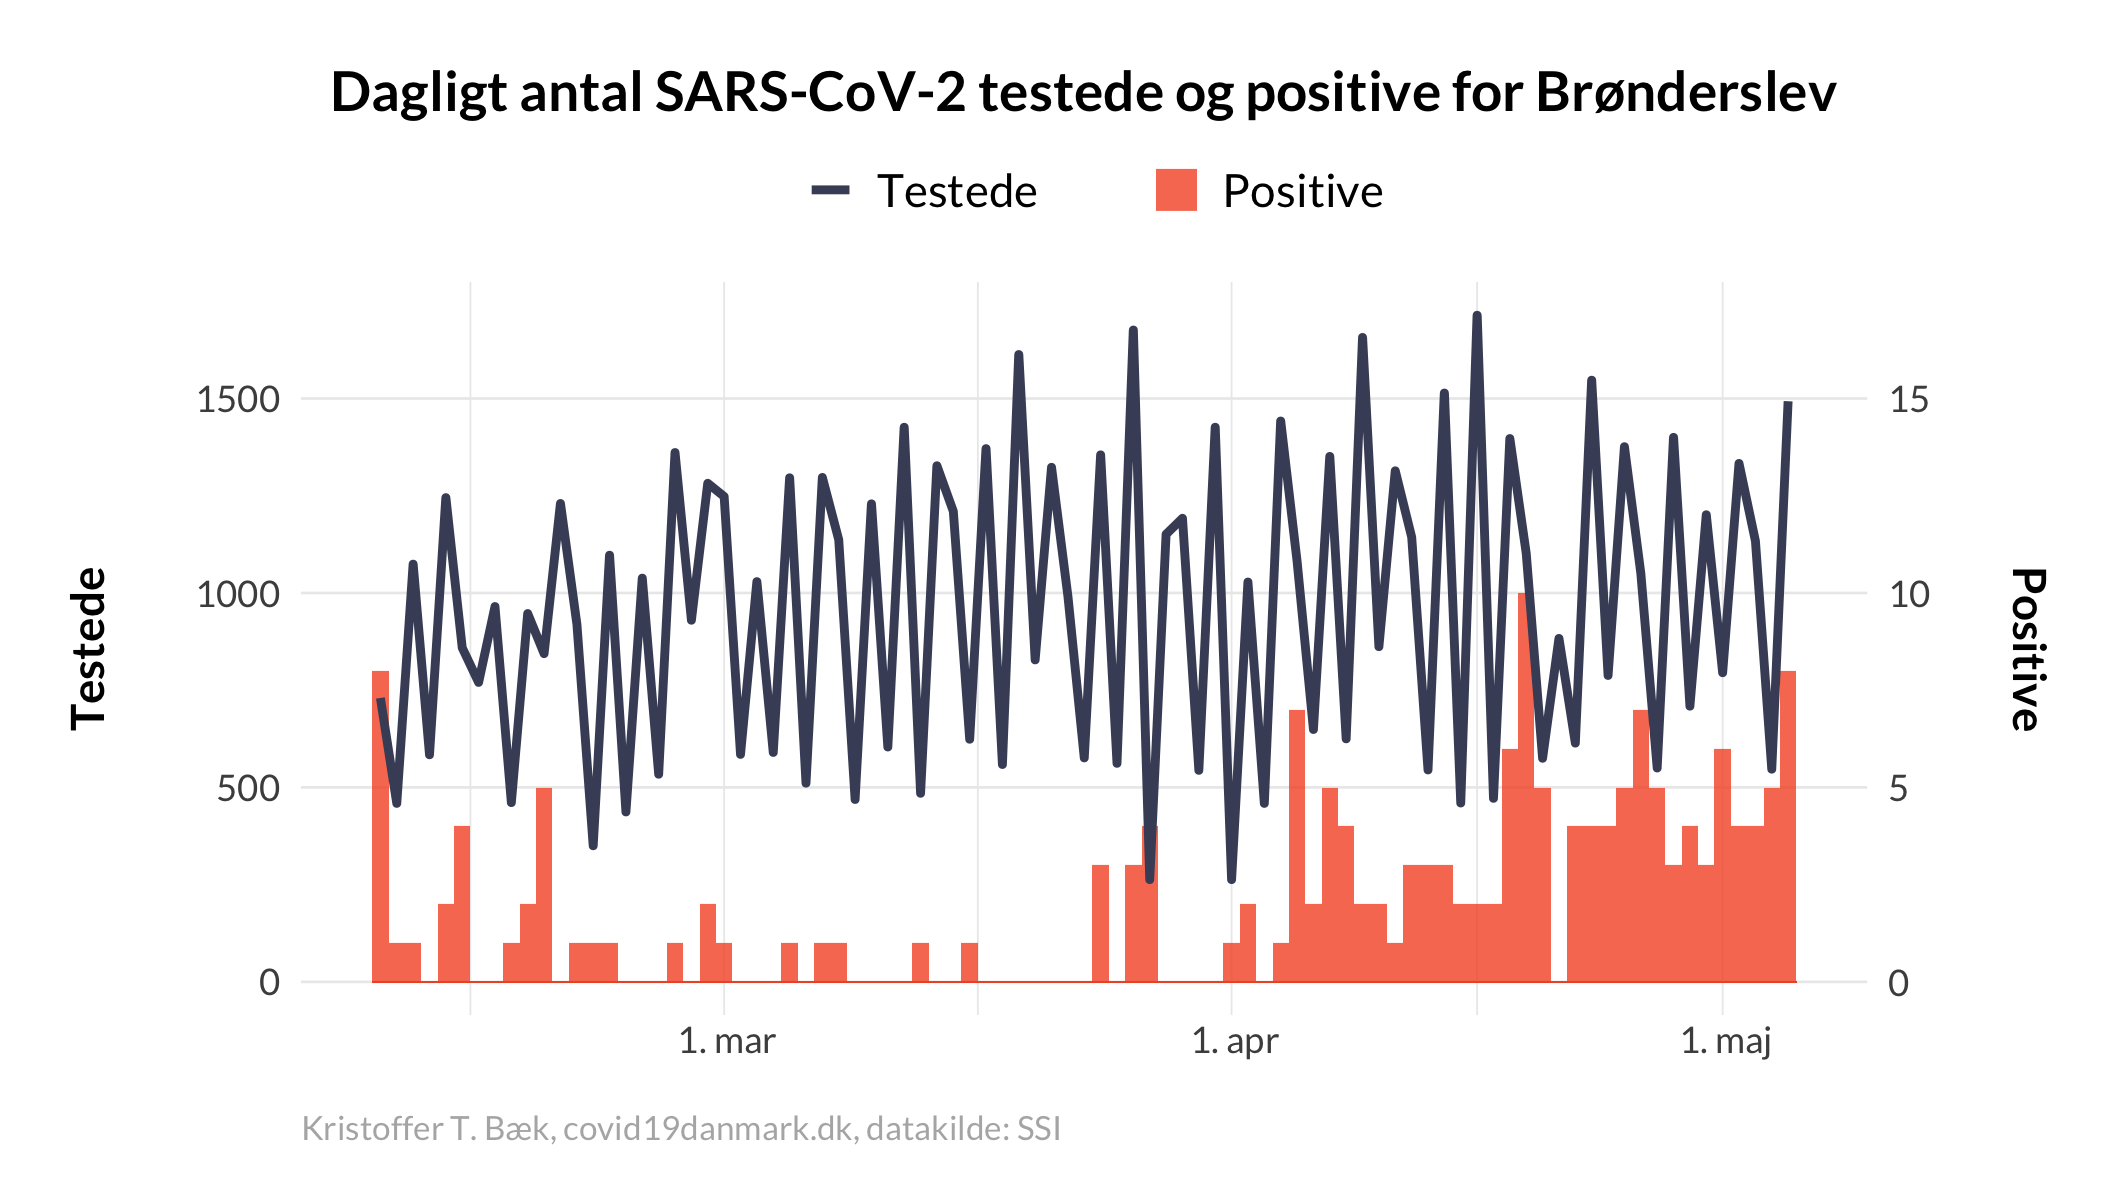 Dagligt antal SARS-CoV-2 testede og positive for Brønderslev
Testede
Positive
1500
1000
500
0
15
10
5
0
Testede
Positive
1. mar
1. apr
1. maj
Kristoffer T. Bæk, covid19danmark.dk, datakilde: SSI